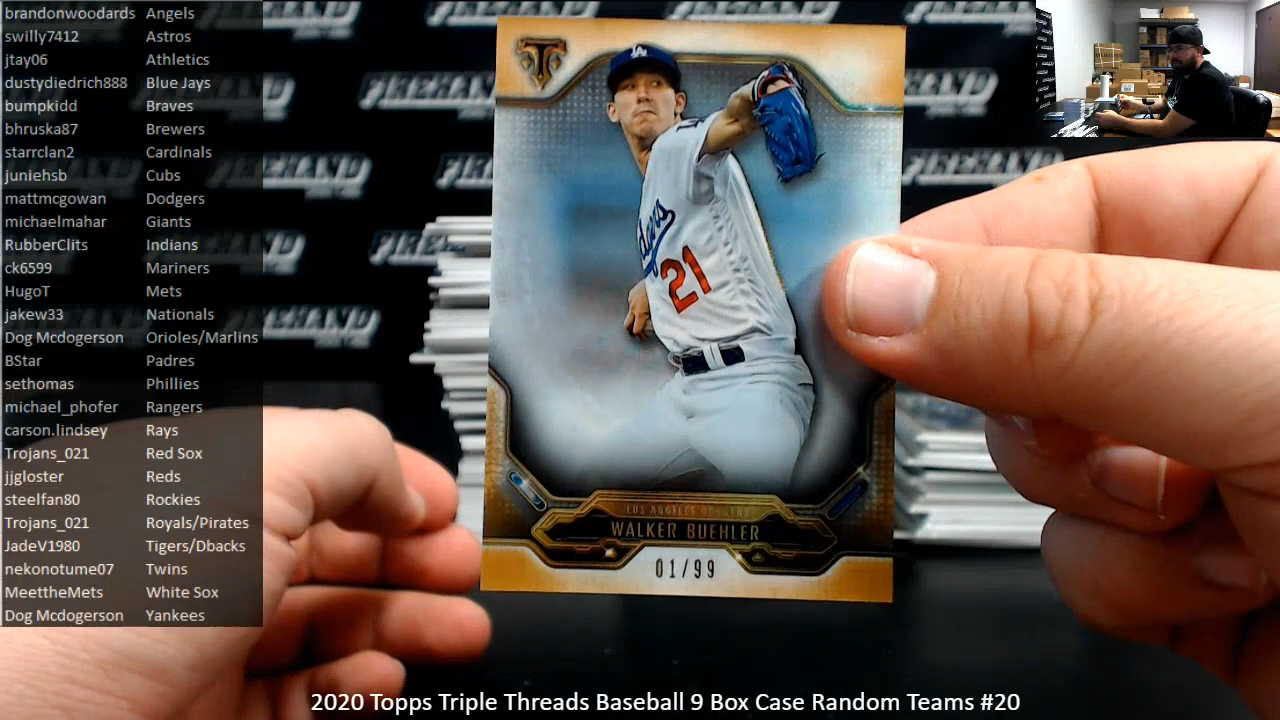 brandonwoodards Angels
swilly7412 Astros
jtay06 Athletics
dustydiedrich888 Blue Jays
bumpkidd Braves
bhruska87 Brewers
starrclan2 Cardinals
juniehsb Cubs
mattmcgowan Dodgers
michaelmahar Giants
RubberClits Indians
ck6599 Mariners
HugoT Mets
jakew33 Nationals
Dog Mcdogerson Orioles/Marlins
BStar Padres
sethomas Phillies
michael_phofer Rangers
carson.lindsey Rays
Trojans_021 Red Sox
jjgloster Reds
steelfan80 Rockies
Trojans_021 Royals/Pirates
JadeV1980 Tigers/Dbacks
nekonotume07 Twins
MeettheMets White Sox
Dog Mcdogerson Yankees
FIREHAND
FIREHAND
FIREHAND
LA
Dodgers
21
LOS ANGELES DODGERS
WALKER BUEHLER
01/99
2020 Topps Triple Threads Baseball 9 Box Case Random Teams #20